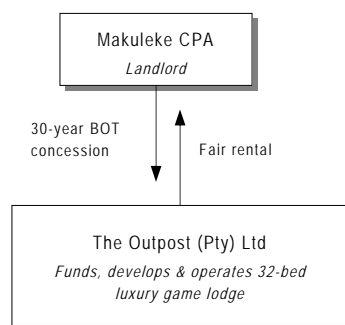 Makuleke CPA
Landlord
30-year BOT
concession
Fair rental
The Outpost (Pty) Ltd
Funds, develops & operates 32-bed
luxury game lodge